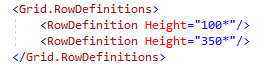 <Grid.RowDefinitions>
<RowDefinition Height="100*"/>
<RowDefinition Height="350*"/>
</Grid.RowDefinitions>